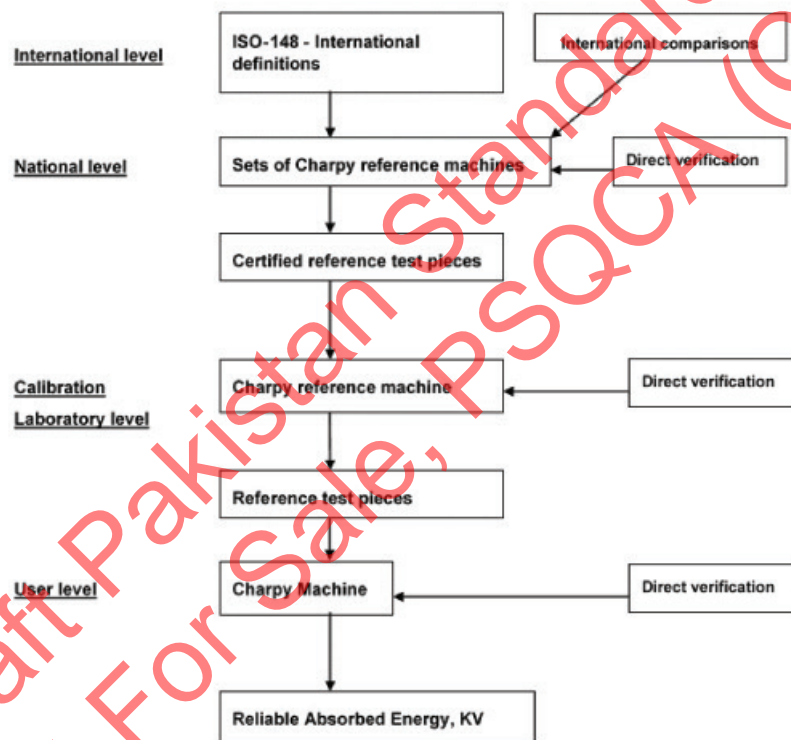 International level
ISO-148 - International
definitions
International comparisons
National level
Sets of Charpy reference machines
Direct verification
Certified reference test pieces
Calibration
Laboratory level
Charpy reference machine
Direct verification
Reference test pieces
User level
Charpy Machine
Direct verification
Reliable Absorbed Energy, KV
Pakistan
For Sale, PSQCA